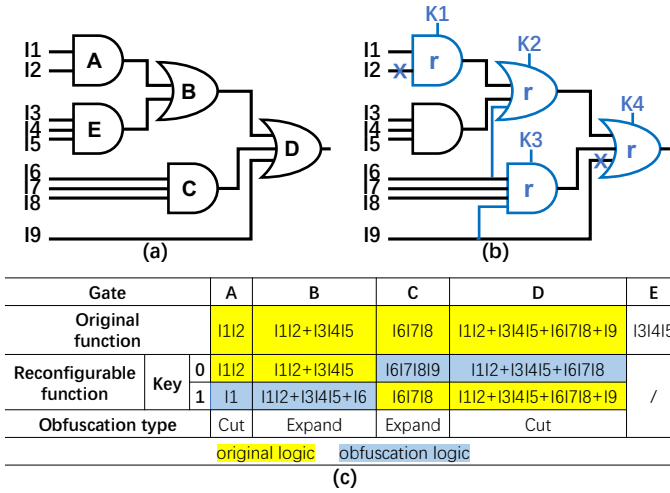 K1
K2
K4
K3
I1
I2
I3
I4
I5
I6
I7
I8
I9
A
B
E
C
D
(a)
I1
I2
I3
I4
I5
I6
I7
I8
I9
X
r
r
r
r
X
(b)
Gate A B C D E
Original function I1I2 I1I2+I3I4I5 I6I7I8 I1I2+I3I4I5+I6I7I8+I9 I3I4I5
Reconfigurable function Key 0 I1I2 I1I2+I3I4I5 I6I7I8I9 I1I2+I3I4I5+I6I7I8 /
1 I1 I1I2+I3I4I5+I6 I6I7I8 I1I2+I3I4I5+I6I7I8+I9
Obfuscation type Cut Expand Expand Cut
original logic obfuscation logic
(c)